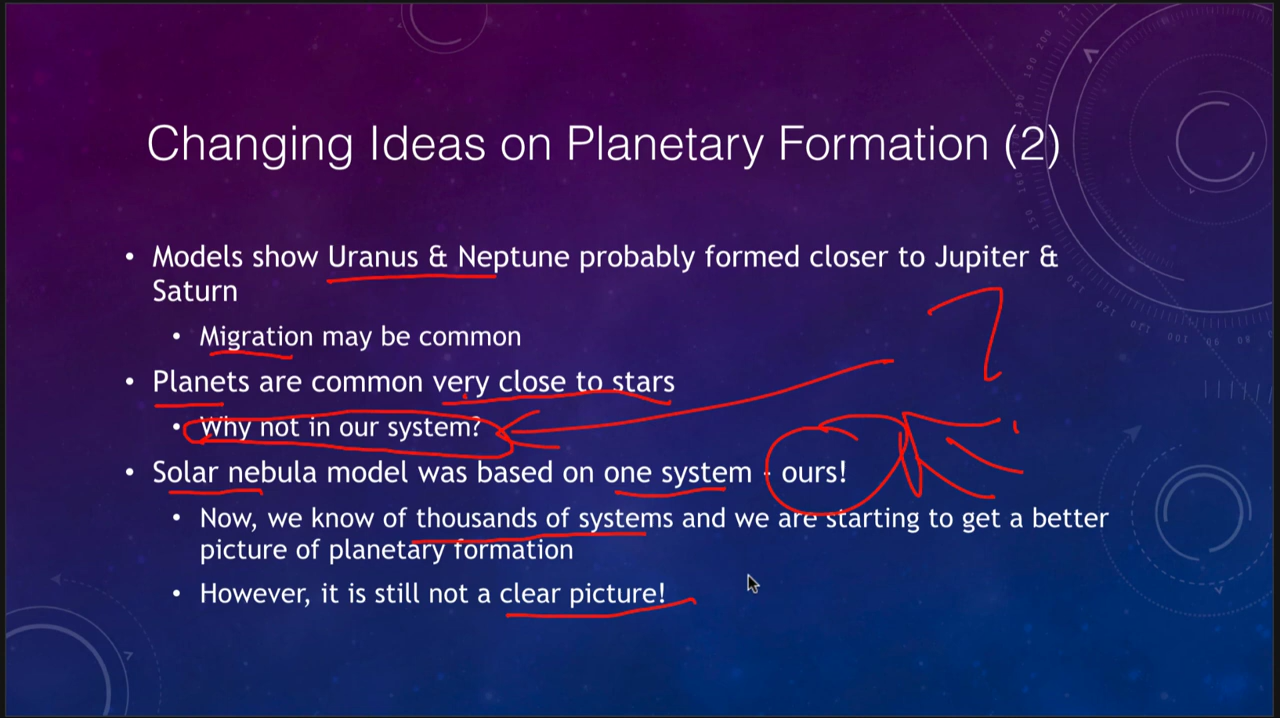 Changing Ideas on Planetary Formation (2)
• Models show Uranus & Neptune probably formed closer to Jupiter &
Saturn
• Migration may be common
• Planets are common very close to stars
• Why not in our system?
• Solar nebula model was based on one system - ours!
• Now, we know of thousands of systems and we are starting to get a better
picture of planetary formation
• However, it is still not a clear picture!